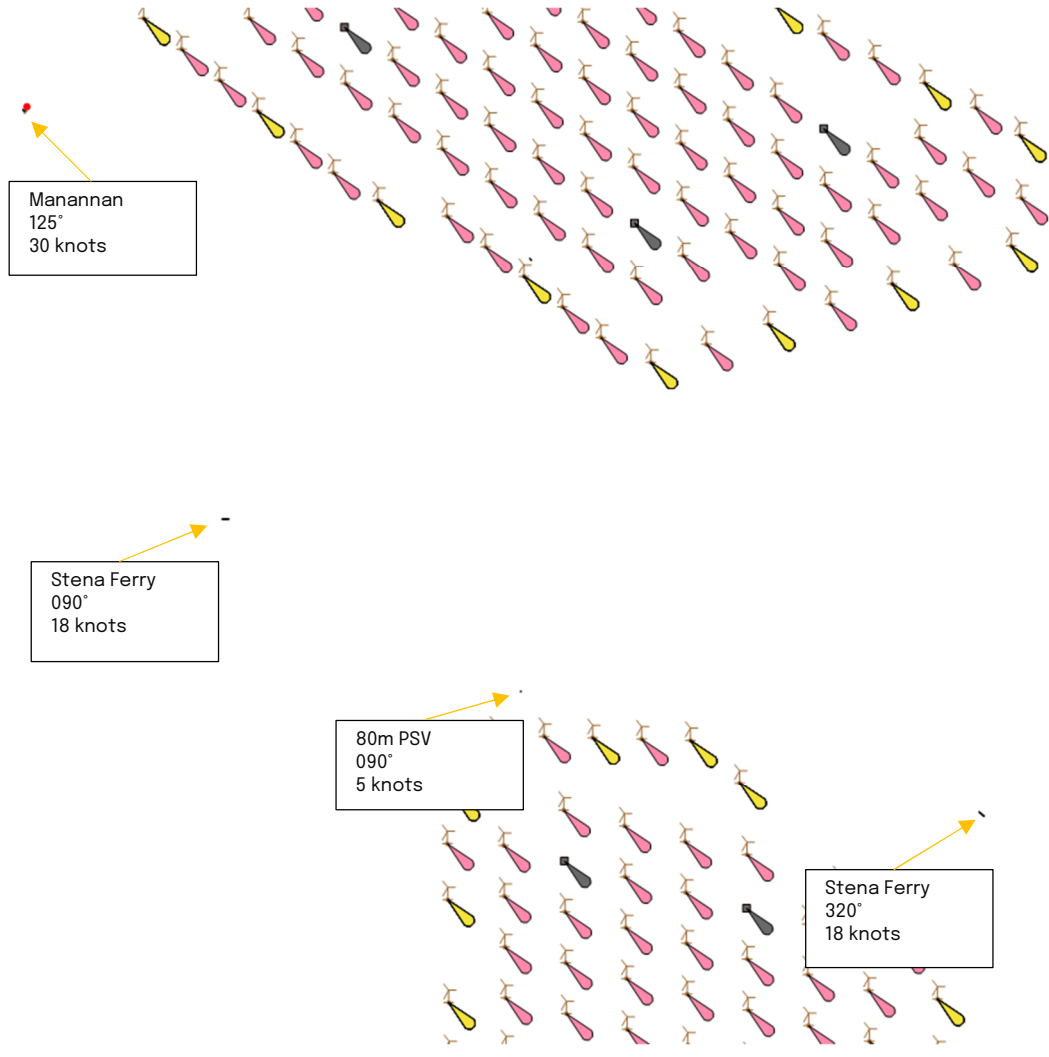 Manannan
125°
30 knots
Stena Ferry
090°
18 knots
80m PSV
090°
5 knots
Stena Ferry
320°
18 knots